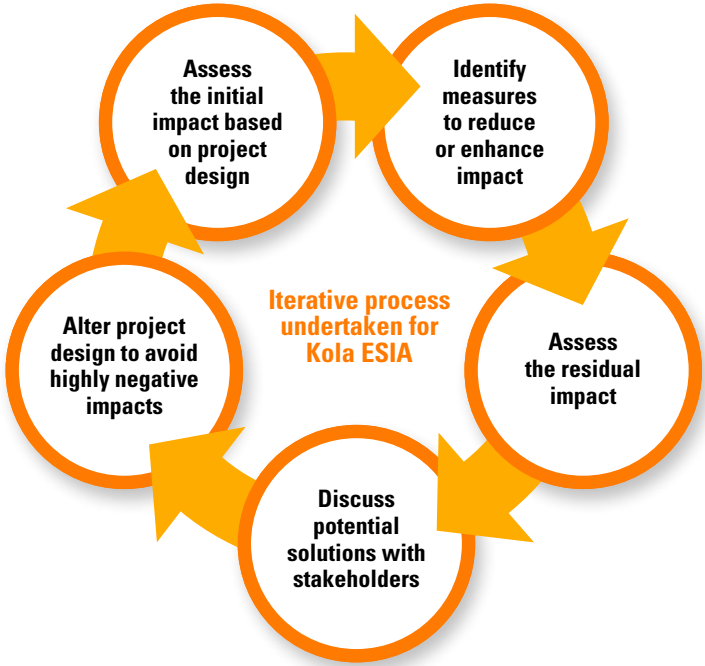 Assess
the initial
impact based
on project
design
Identify
measures
to reduce
or enhance
impact
Assess
the residual
impact
Discuss
potential
solutions with
stakeholders
Alter project
design to avoid
highly negative
impacts
Iterative process
undertaken for
Kola ESIA